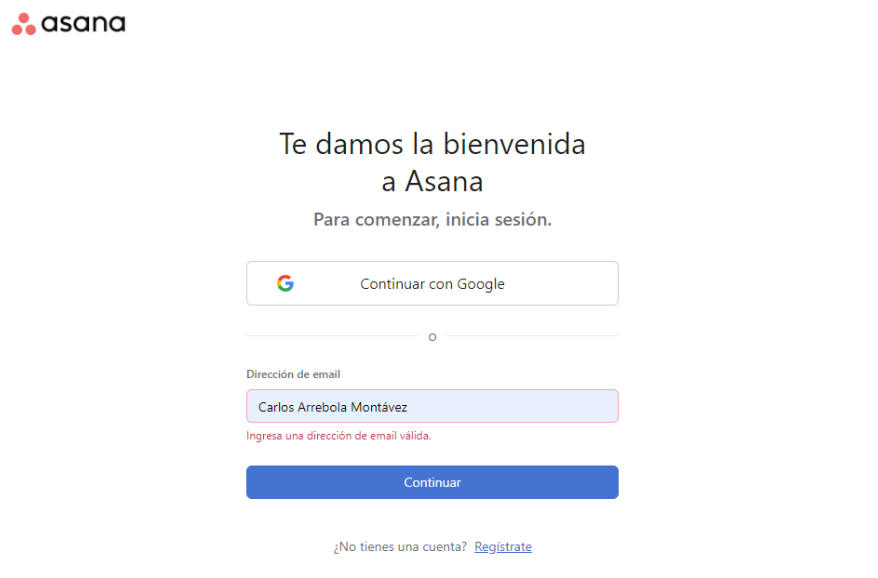 asana
Te damos la bienvenida
a Asana
Para comenzar, inicia sesión.
Continuar con Google
o
Dirección de email
Carlos Arrebola Montávez
Ingresa una dirección de email válida.
Continuar
¿No tienes una cuenta? Regístrate